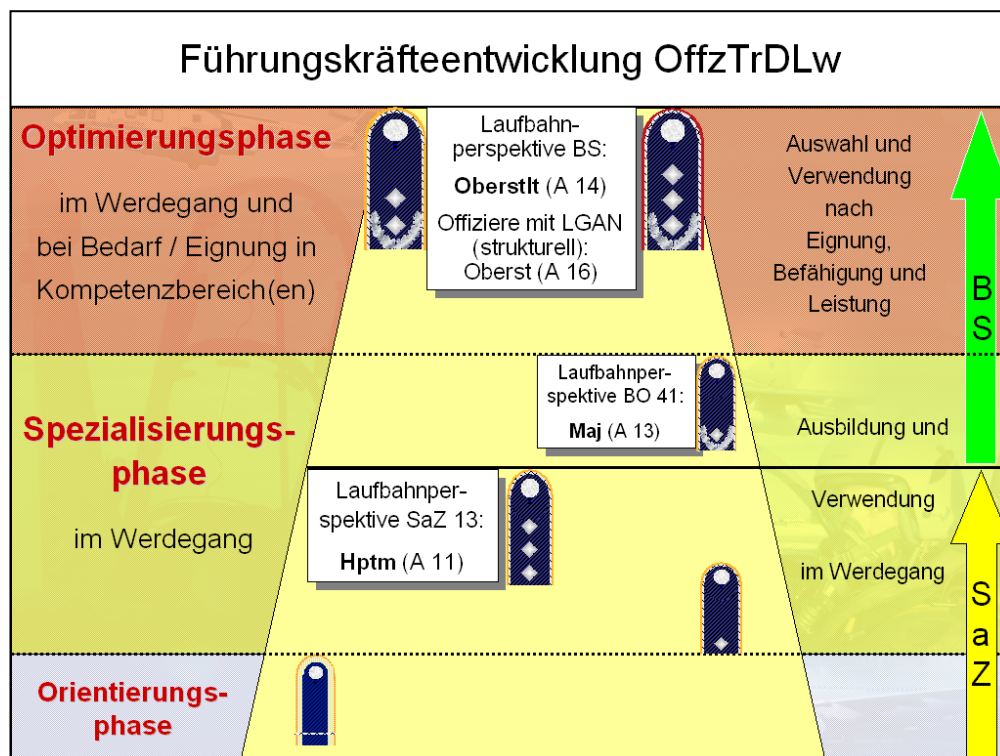 Führungskräfteentwicklung OffzTrDLw
Optimierungsphase
im Werdegang und
bei Bedarf / Eignung in
Kompetenzbereich(en)
Laufbahn-
perspektive BS:
Oberstlt (A 14)
Offiziere mit LGAN
(strukturell):
Oberst (A 16)
Auswahl und
Verwendung
nach
Eignung,
Befähigung und
Leistung
B
S
Spezialisierungs-
phase
im Werdegang
Laufbahnper-
spektive BO 41:
Maj (A 13)
Ausbildung und
Laufbahnper-
spektive SaZ 13:
Hptm (A 11)
Verwendung
im Werdegang
S
a
Z
Orientierungs-
phase